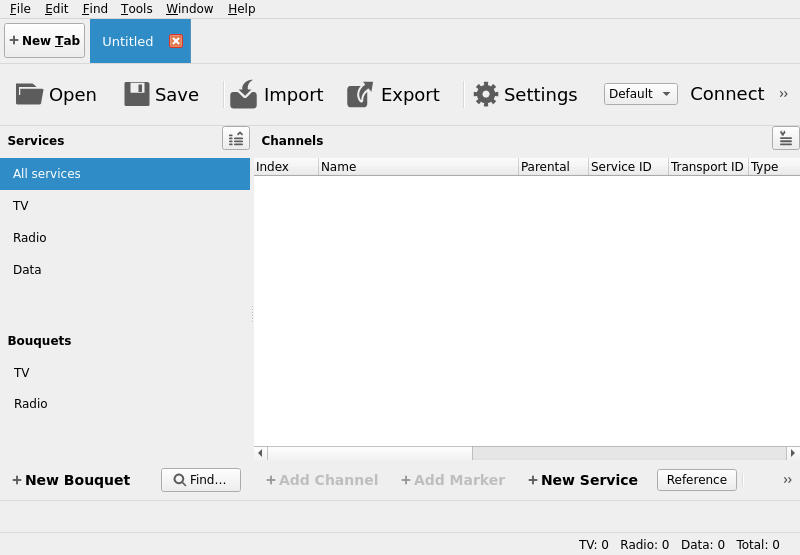 File Edit Find Tools Window Help
+ New Tab Untitled
Open Save Import Export Settings Default Connect ››
Services Channels
Index Name Parental Service ID Transport ID Type
All services
TV
Radio
Data
Bouquets
TV
Radio
+ New Bouquet Find... + Add Channel + Add Marker + New Service Reference ››
TV: 0 Radio: 0 Data: 0 Total: 0